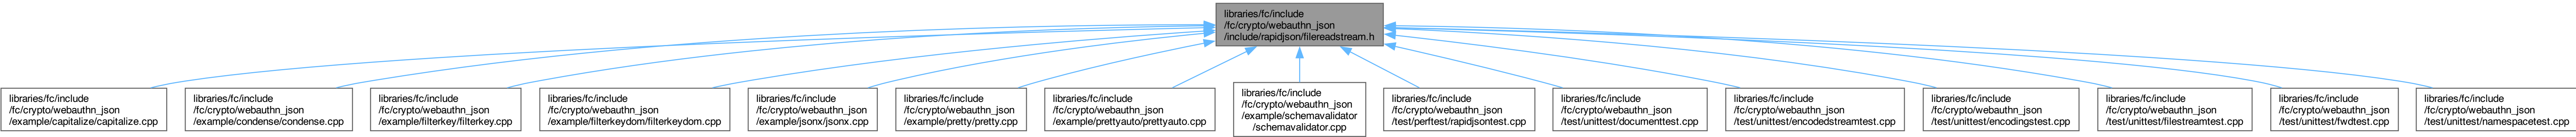 libraries/fc/include
/fc/crypto/webauthn_json
/include/rapidjson/filereadstream.h
libraries/fc/include
/fc/crypto/webauthn_json
/example/capitalize/capitalize.cpp
libraries/fc/include
/fc/crypto/webauthn_json
/example/condense/condense.cpp
libraries/fc/include
/fc/crypto/webauthn_json
/example/filterkey/filterkey.cpp
libraries/fc/include
/fc/crypto/webauthn_json
/example/filterkeydom/filterkeydom.cpp
libraries/fc/include
/fc/crypto/webauthn_json
/example/jsonx/jsonx.cpp
libraries/fc/include
/fc/crypto/webauthn_json
/example/pretty/pretty.cpp
libraries/fc/include
/fc/crypto/webauthn_json
/example/prettyauto/prettyauto.cpp
libraries/fc/include
/fc/crypto/webauthn_json
/example/schemavalidator
/schemavalidator.cpp
libraries/fc/include
/fc/crypto/webauthn_json
/test/perftest/rapidjsontest.cpp
libraries/fc/include
/fc/crypto/webauthn_json
/test/unittest/documenttest.cpp
libraries/fc/include
/fc/crypto/webauthn_json
/test/unittest/encodedstreamtest.cpp
libraries/fc/include
/fc/crypto/webauthn_json
/test/unittest/encodingstest.cpp
libraries/fc/include
/fc/crypto/webauthn_json
/test/unittest/filestreamtest.cpp
libraries/fc/include
/fc/crypto/webauthn_json
/test/unittest/fwdtest.cpp
libraries/fc/include
/fc/crypto/webauthn_json
/test/unittest/namespacetest.cpp